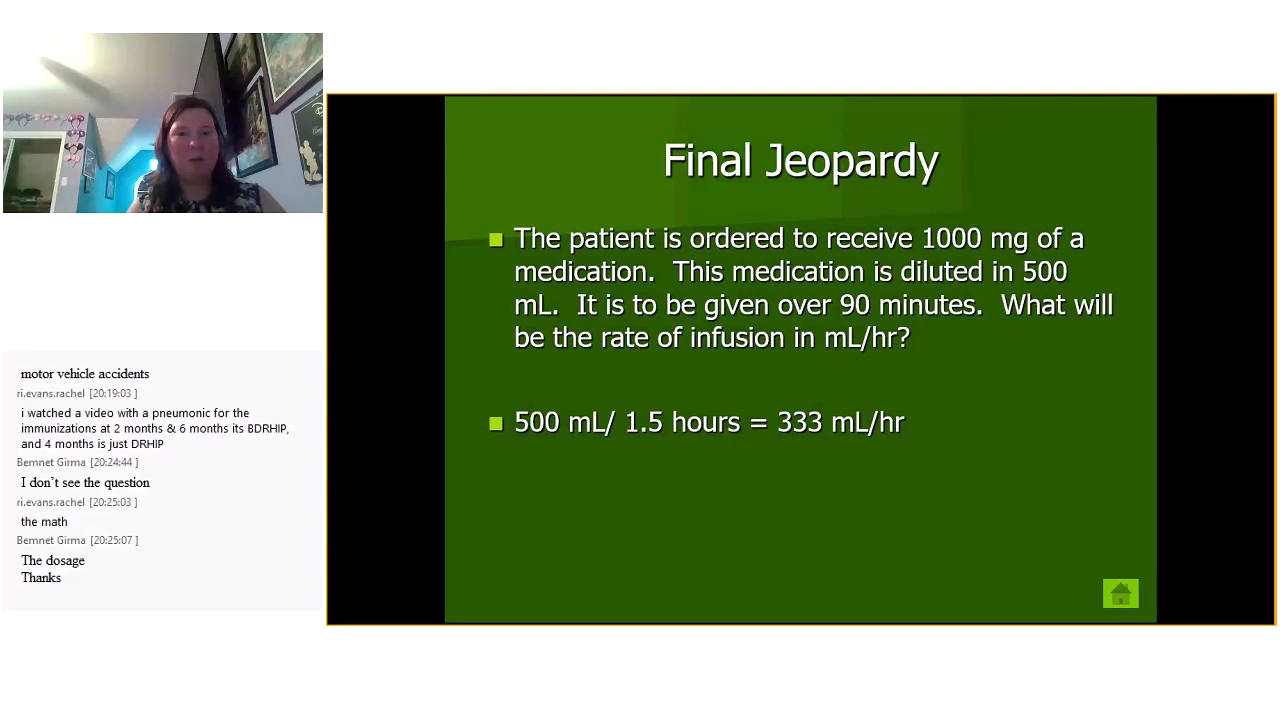 Final Jeopardy
The patient is ordered to receive 1000 mg of a
medication.  This medication is diluted in 500
mL.  It is to be given over 90 minutes.  What will
be the rate of infusion in mL/hr?
500 mL/ 1.5 hours = 333 mL/hr
motor vehicle accidents
ri.evans.rachel [20:19:03 ]
i watched a video with a pneumonic for the
immunizations at 2 months & 6 months its BDRHIP,
and 4 months is just DRHIP
Bemnet Girma [20:24:44 ]
I don't see the question
ri.evans.rachel [20:25:03 ]
the math
Bemnet Girma [20:25:07 ]
The dosage
Thanks